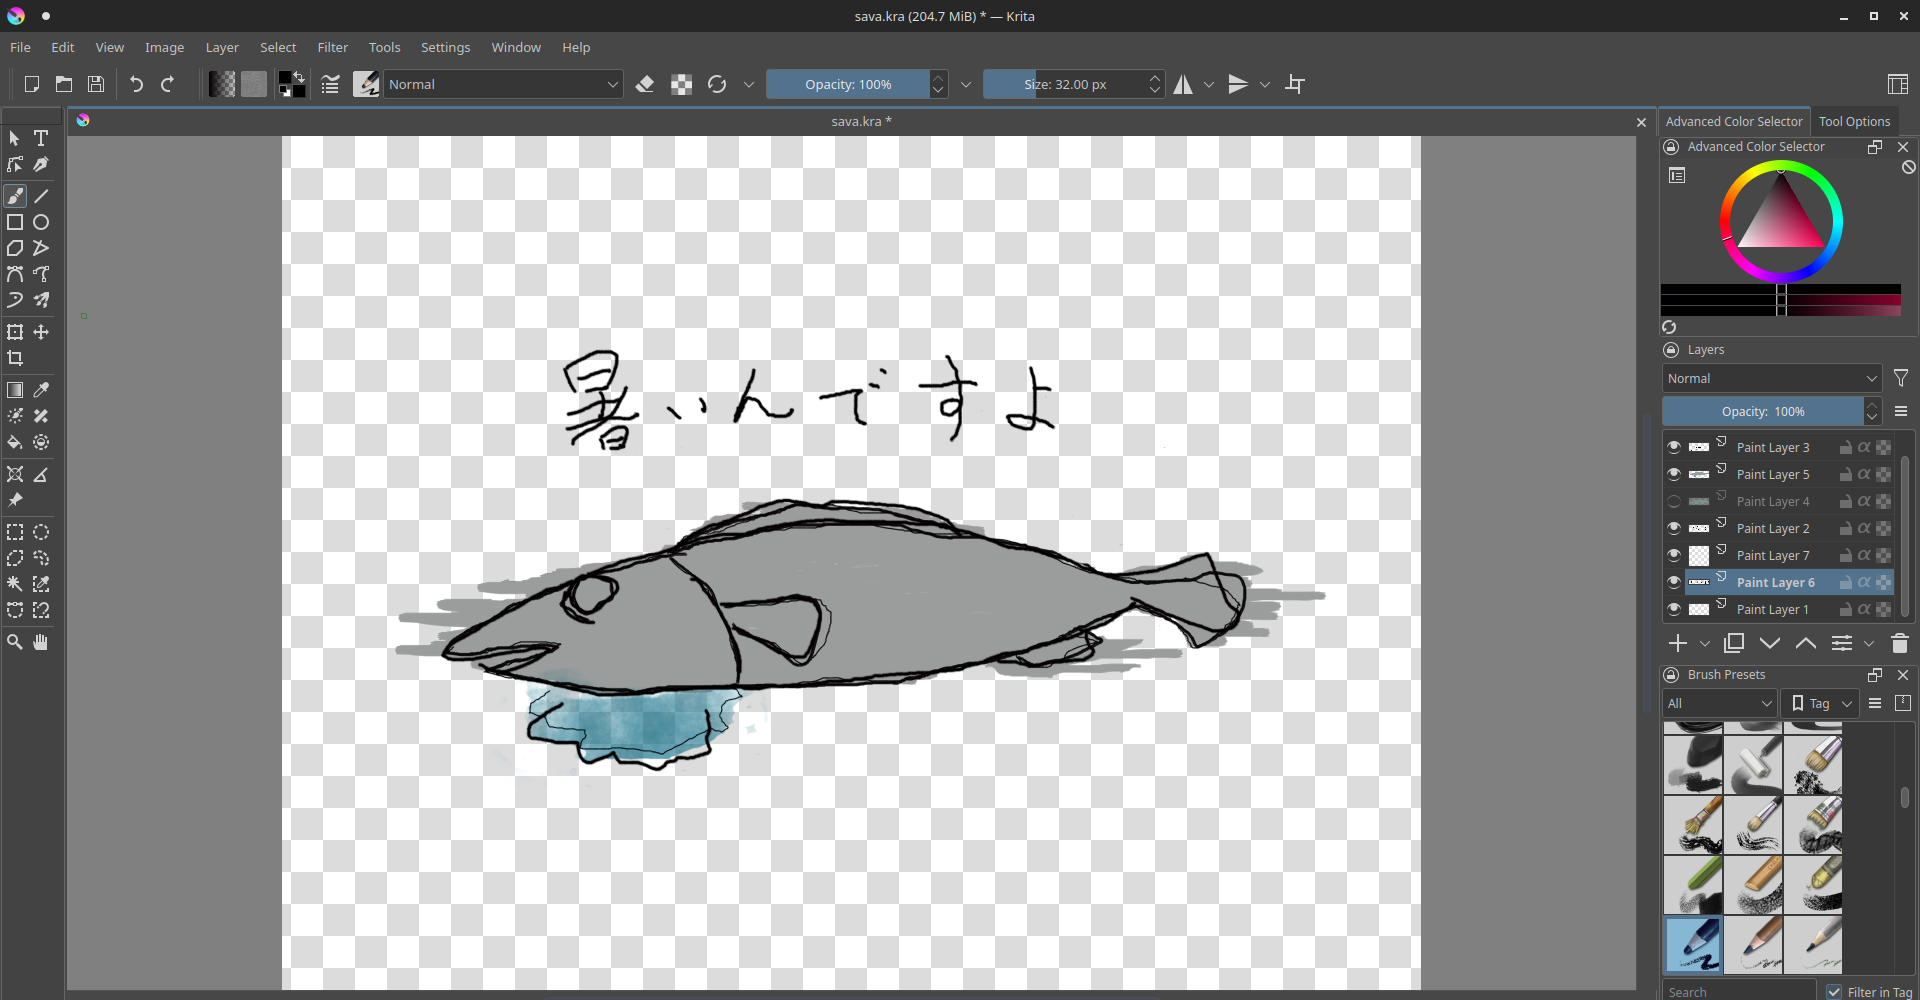 sava.kra (204.7 MiB) * — Krita
File Edit View Image Layer Select Filter Tools Settings Window Help
Normal Opacity: 100% Size: 32.00 px
sava.kra *
Advanced Color Selector Tool Options
Advanced Color Selector
暑いんですよ
Layers
Normal
Opacity: 100%
Paint Layer 3
Paint Layer 5
Paint Layer 4
Paint Layer 2
Paint Layer 7
Paint Layer 6
Paint Layer 1
Brush Presets
All Tag
Search Filter in Tag